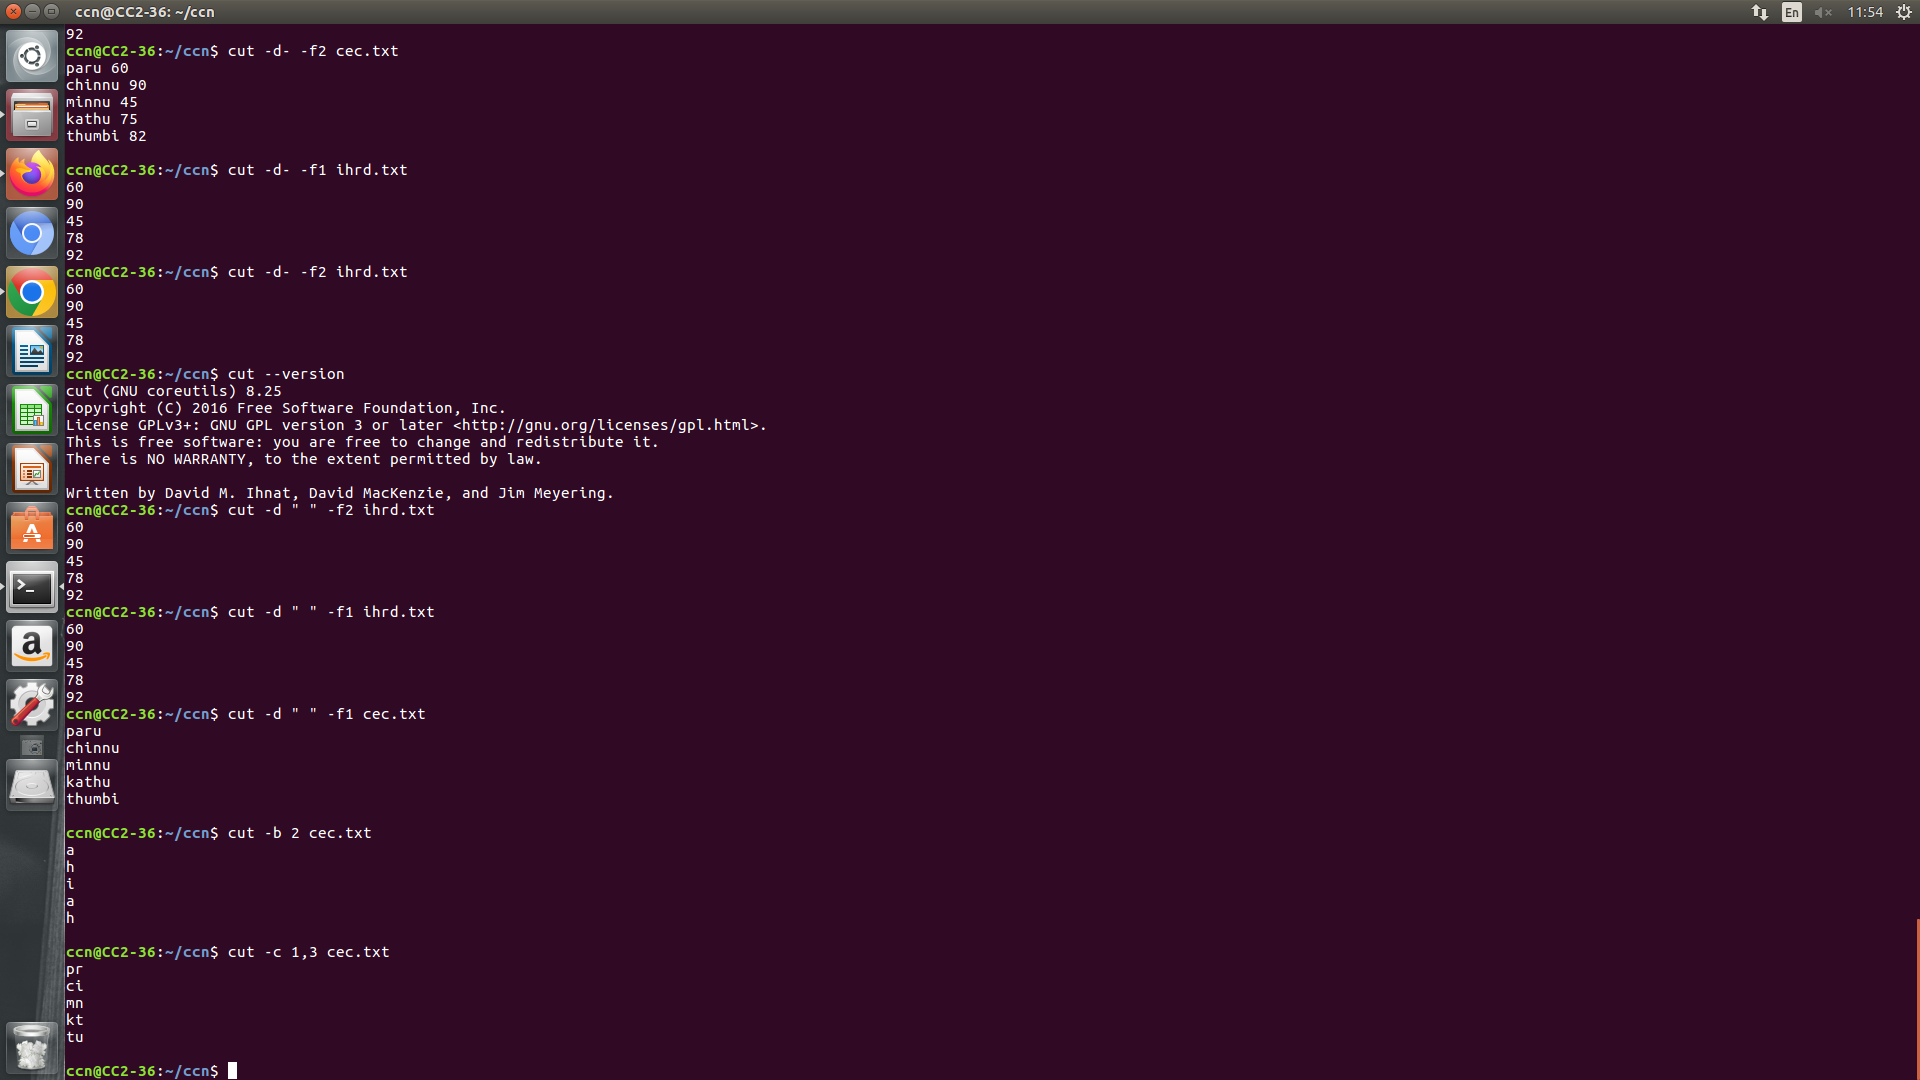 ccn@CC2-36: ~/ccn
En
11:54
92
ccn@CC2-36:~/ccn$ cut -d- -f2 cec.txt
paru 60
chinnu 90
minnu 45
kathu 75
thumbi 82
ccn@CC2-36:~/ccn$ cut -d- -f1 ihrd.txt
60
90
45
78
92
ccn@CC2-36:~/ccn$ cut -d- -f2 ihrd.txt
60
90
45
78
92
ccn@CC2-36:~/ccn$ cut --version
cut (GNU coreutils) 8.25
Copyright (C) 2016 Free Software Foundation, Inc.
License GPLv3+: GNU GPL version 3 or later <http://gnu.org/licenses/gpl.html>.
This is free software: you are free to change and redistribute it.
There is NO WARRANTY, to the extent permitted by law.
Written by David M. Ihnat, David MacKenzie, and Jim Meyering.
ccn@CC2-36:~/ccn$ cut -d " " -f2 ihrd.txt
60
90
45
78
92
ccn@CC2-36:~/ccn$ cut -d " " -f1 ihrd.txt
60
90
45
78
92
ccn@CC2-36:~/ccn$ cut -d " " -f1 cec.txt
paru
chinnu
minnu
kathu
thumbi
ccn@CC2-36:~/ccn$ cut -b 2 cec.txt
a
h
i
a
h
ccn@CC2-36:~/ccn$ cut -c 1,3 cec.txt
pr
ci
mn
kt
tu
ccn@CC2-36:~/ccn$